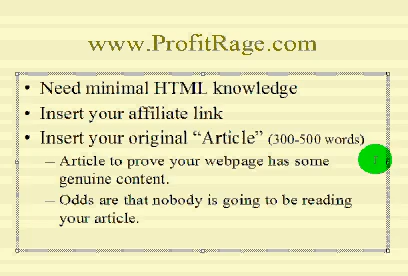 www.ProfitRage.com
• Need minimal HTML knowledge
• Insert your affiliate link
• Insert your original “Article” (300-500 words)
– Article to prove your webpage has some
genuine content.
– Odds are that nobody is going to be reading
your article.